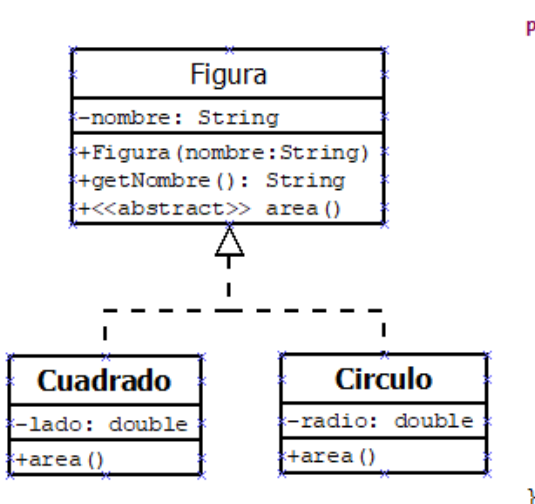 p
Figura
-nombre: String
+Figura(nombre:String)
+getNombre(): String
+<<abstract>> area()
Cuadrado
-lado: double
+area()
Circulo
-radio: double
+area()
}